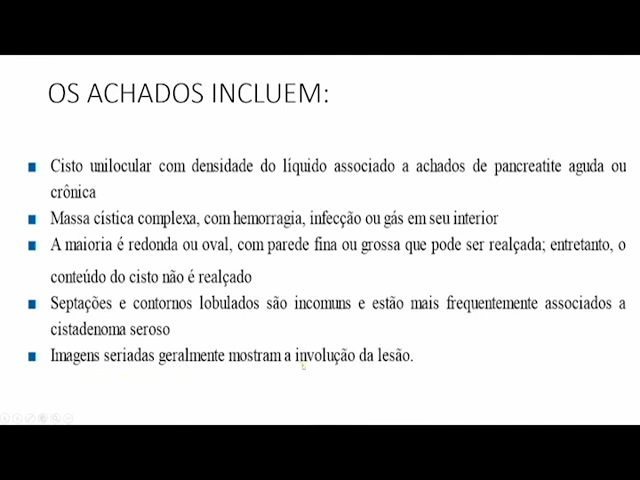 OS ACHADOS INCLUEM:
Cisto unilocular com densidade do líquido associado a achados de pancreatite aguda ou
crônica
Massa cística complexa, com hemorragia, infecção ou gás em seu interior
A maioria é redonda ou oval, com parede fina ou grossa que pode ser realçada; entretanto, o
conteúdo do cisto não é realçado
Septações e contornos lobulados são incomuns e estão mais frequentemente associados a
cistadenoma seroso
Imagens seriadas geralmente mostram a involução da lesão.